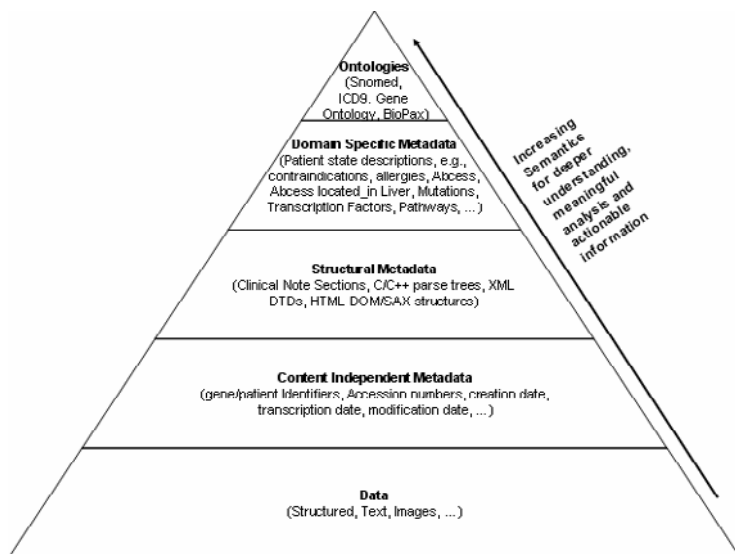 Ontologies
(Snomed,
ICD9. Gene
Ontology, BioPax)
Domain Specific Metadata
(Patient state descriptions, e.g.,
contraindications, allergies, Abcess,
Abcess located_in Liver, Mutations,
Transcription Factors, Pathways, ...)
Structural Metadata
(Clinical Note Sections, C/C++ parse trees, XML
DTDs, HTML DOM/SAX structures)
Content Independent Metadata
(gene/patient Identifiers, Accession numbers, creation date,
transcription date, modification date, ...)
Data
(Structured, Text, Images, ...)
Increasing
Semantics
for deeper
understanding,
meaningful
analysis and
actionable
information